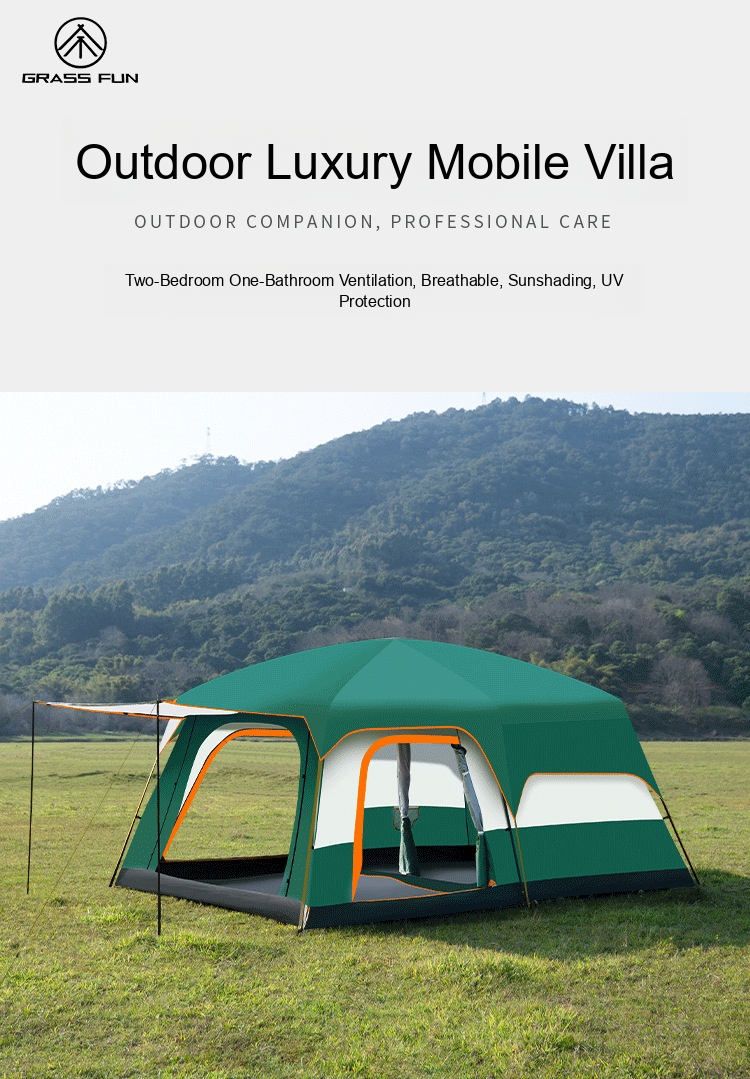 GRASS FUN
Outdoor Luxury Mobile Villa
OUTDOOR COMPANION, PROFESSIONAL CARE
Two-Bedroom One-Bathroom Ventilation, Breathable, Sunshading, UV
Protection